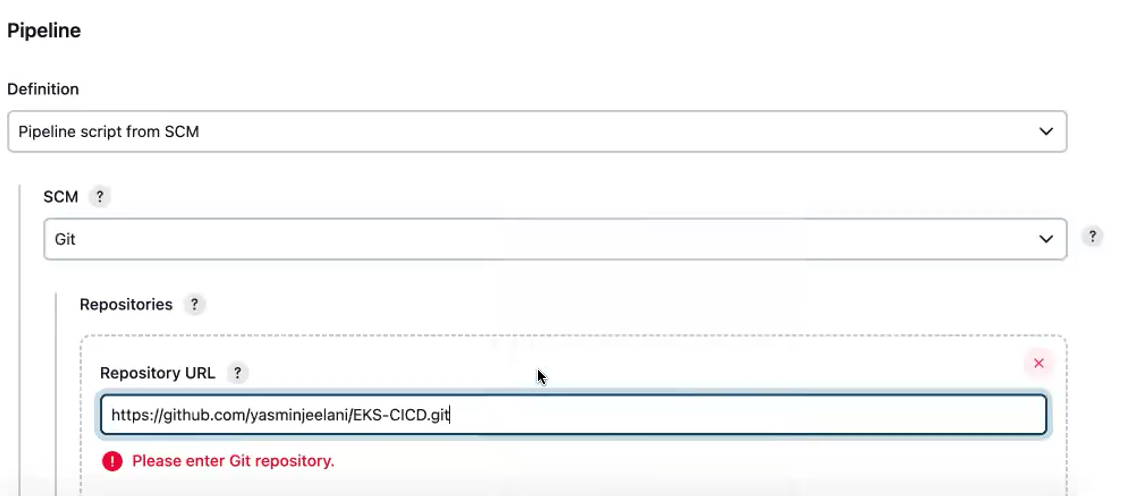 Pipeline
Definition
Pipeline script from SCM
SCM ?
Git
?
Repositories ?
Repository URL ?
https://github.com/yasminjeelani/EKS-CICD.git
Please enter Git repository.